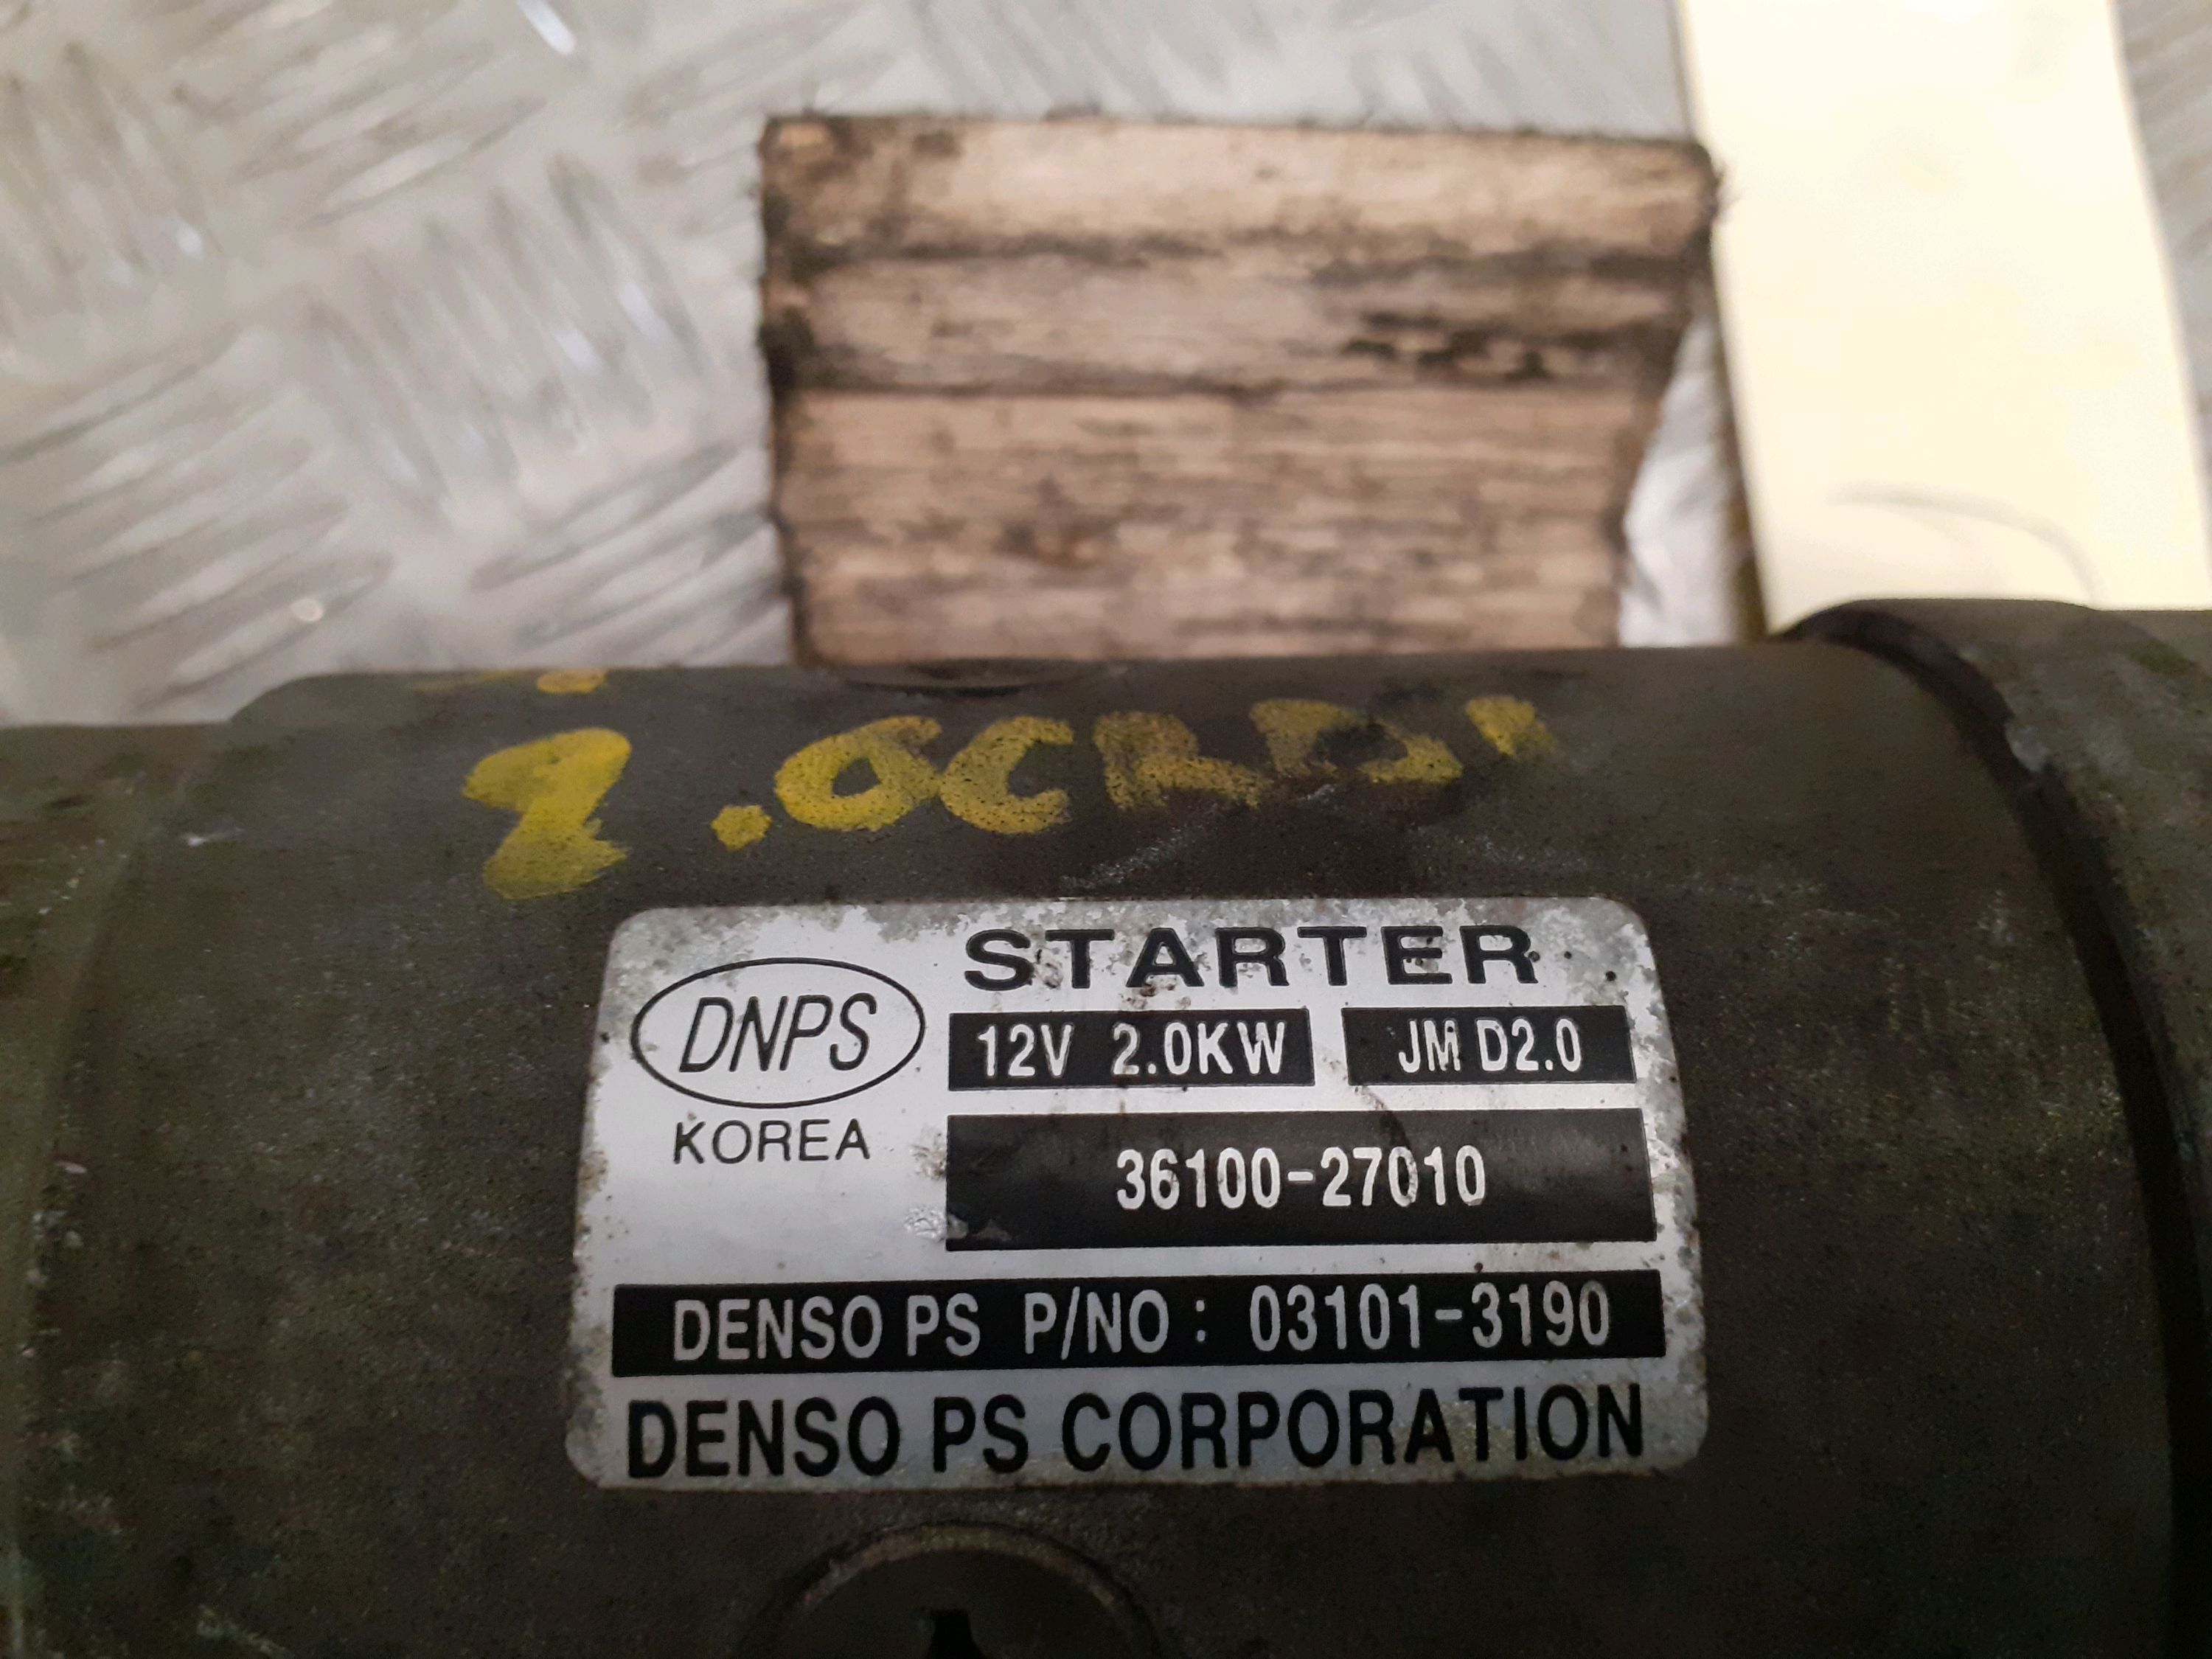 2.0CRDI
STARTER
DNPS
12V 2.0KW
JM D2.0
KOREA
36100-27010
DENSO PS P/NO : 03101-3190
DENSO PS CORPORATION